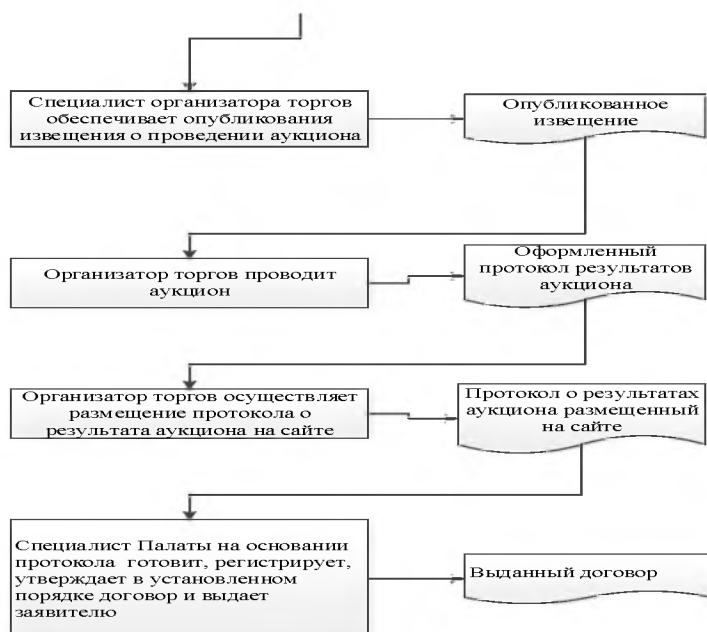 Специалист организатора торгов
обеспечивает опубликования
извещения о проведении аукциона
Опубликованное
извещение
Организатор торгов проводит
аукцион
Оформленный
протокол результатов
аукциона
Организатор торгов осуществляет
размещение протокола о
результата аукциона на сайте
Протокол о результатах
аукциона размещенный
на сайте
Специалист Палаты на основании
протокола готовит, регистрирует,
утверждает в установленном
порядке договор и выдает
заявителю
Выданный договор